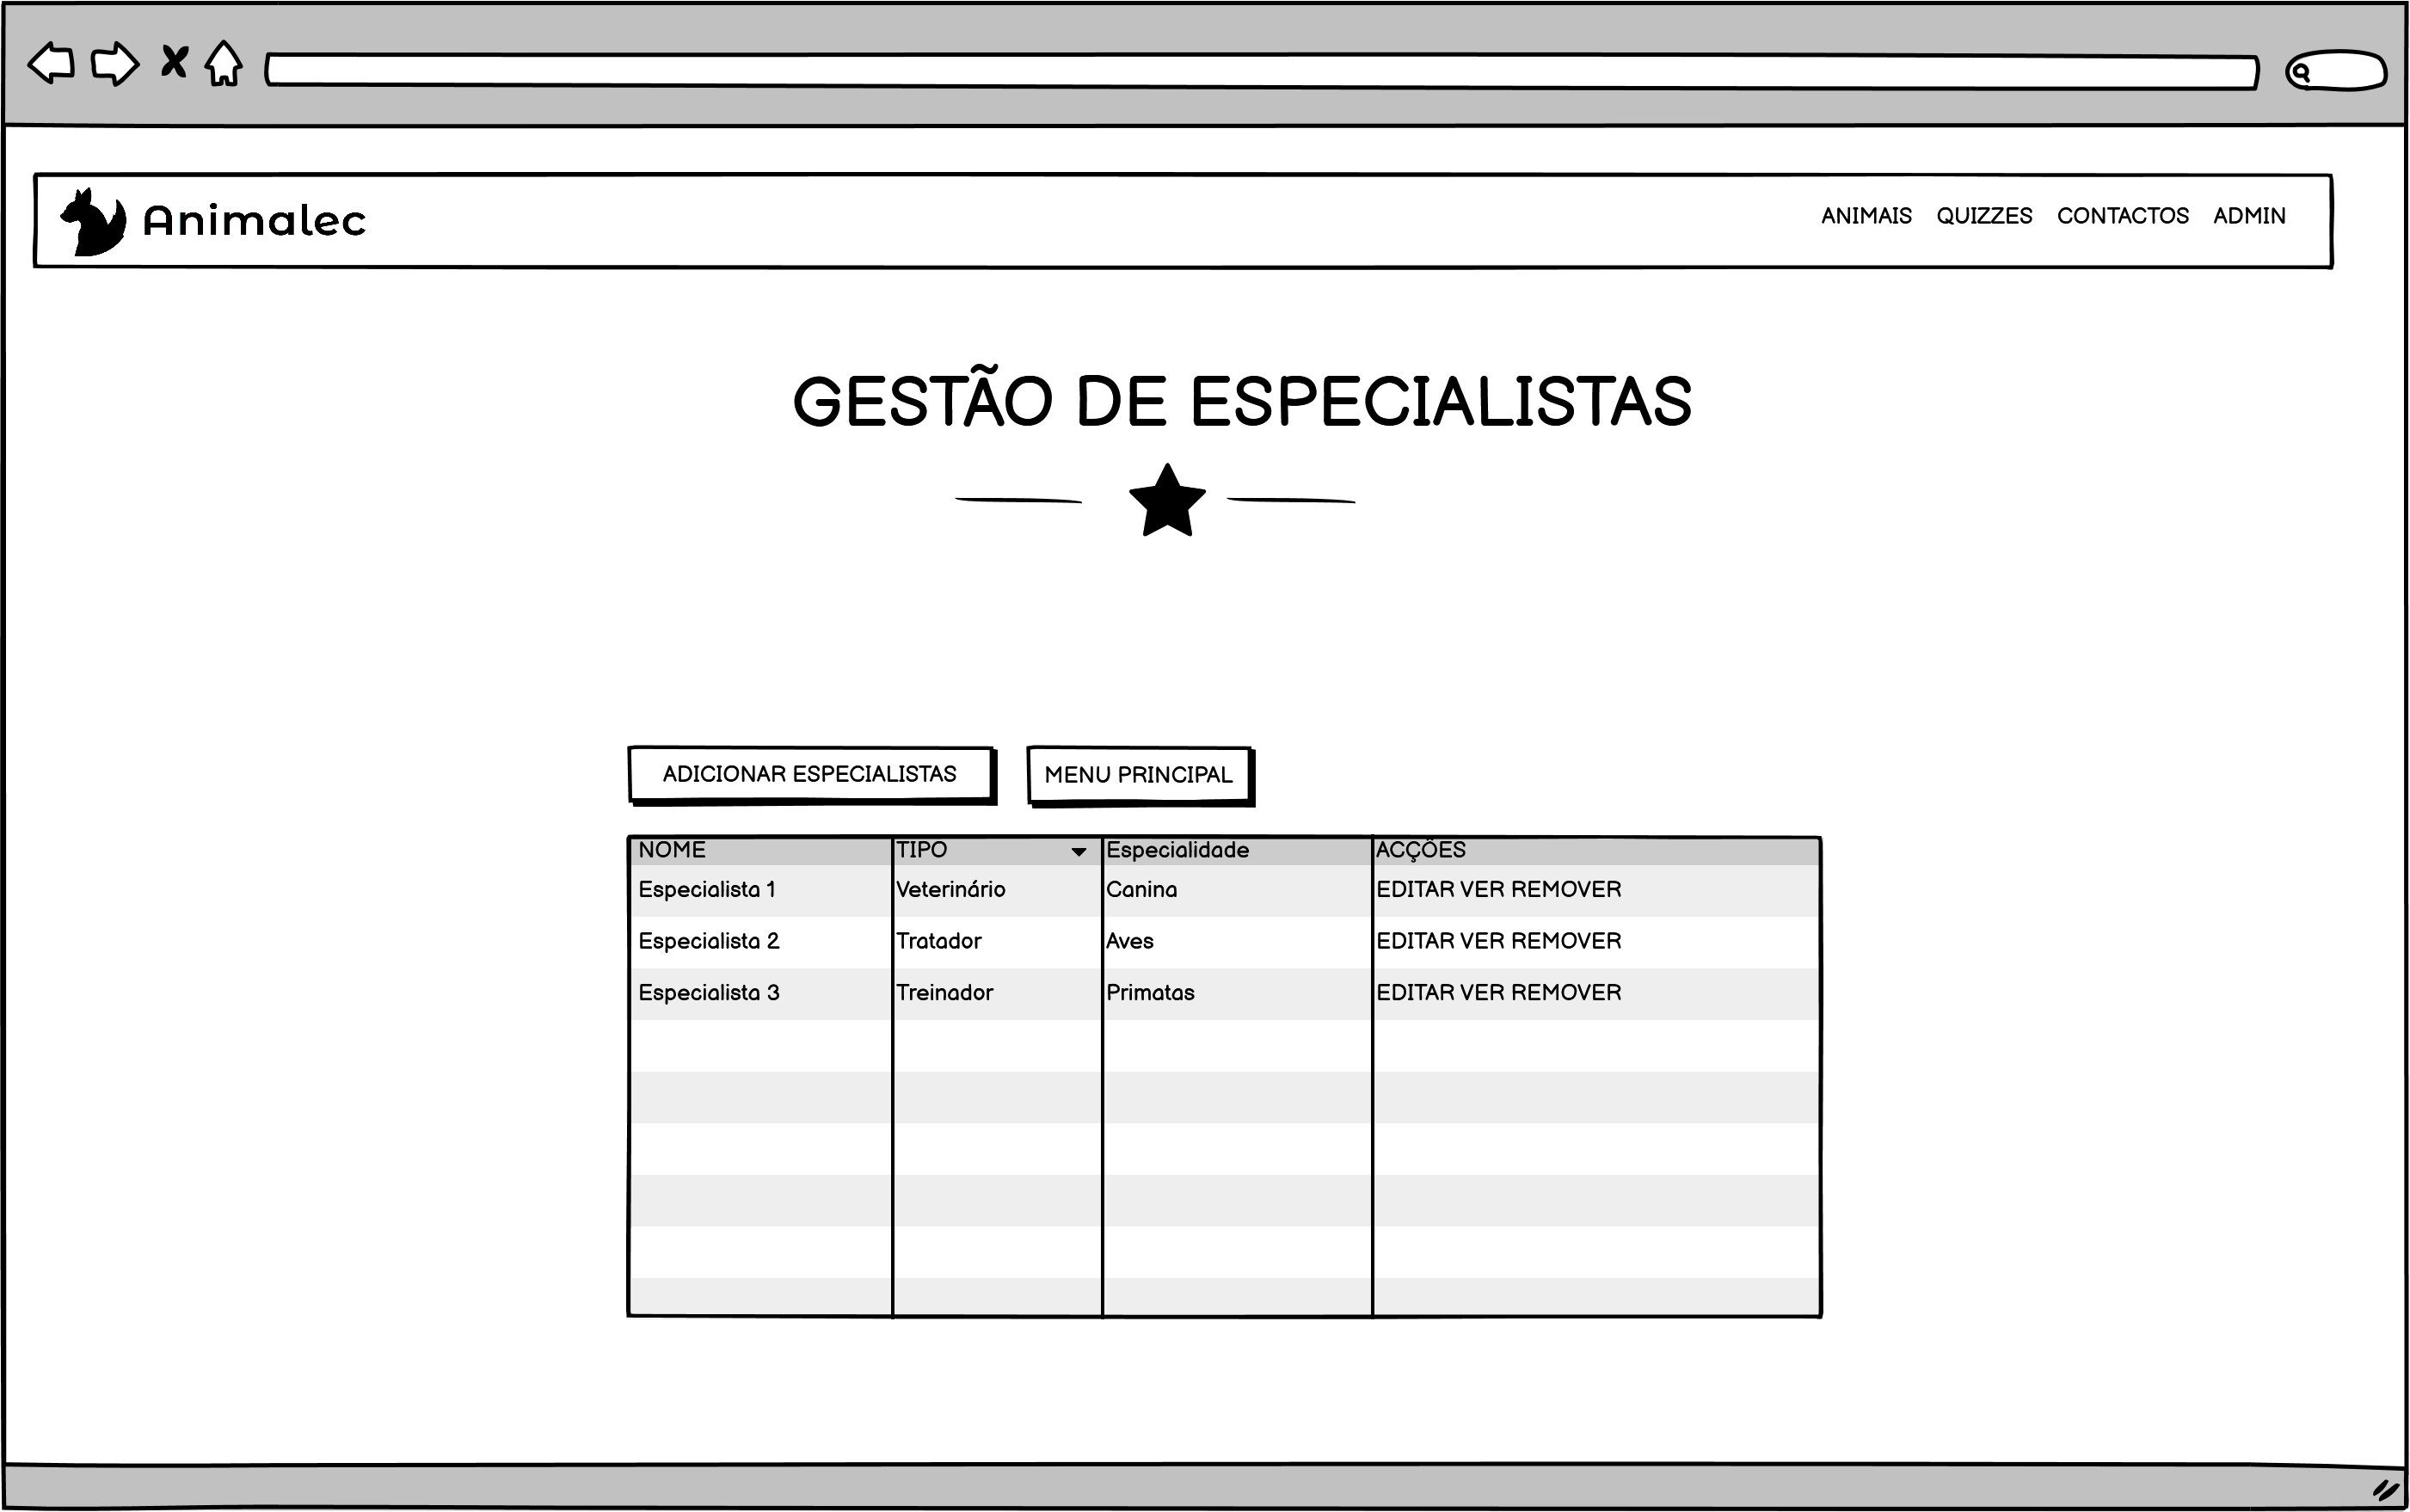 Animalec
ANIMAIS QUIZZES CONTACTOS ADMIN
GESTÃO DE ESPECIALISTAS
ADICIONAR ESPECIALISTAS MENU PRINCIPAL
NOME TIPO Especialidade ACÇÕES
Especialista 1 Veterinário Canina EDITAR VER REMOVER
Especialista 2 Tratador Aves EDITAR VER REMOVER
Especialista 3 Treinador Primatas EDITAR VER REMOVER